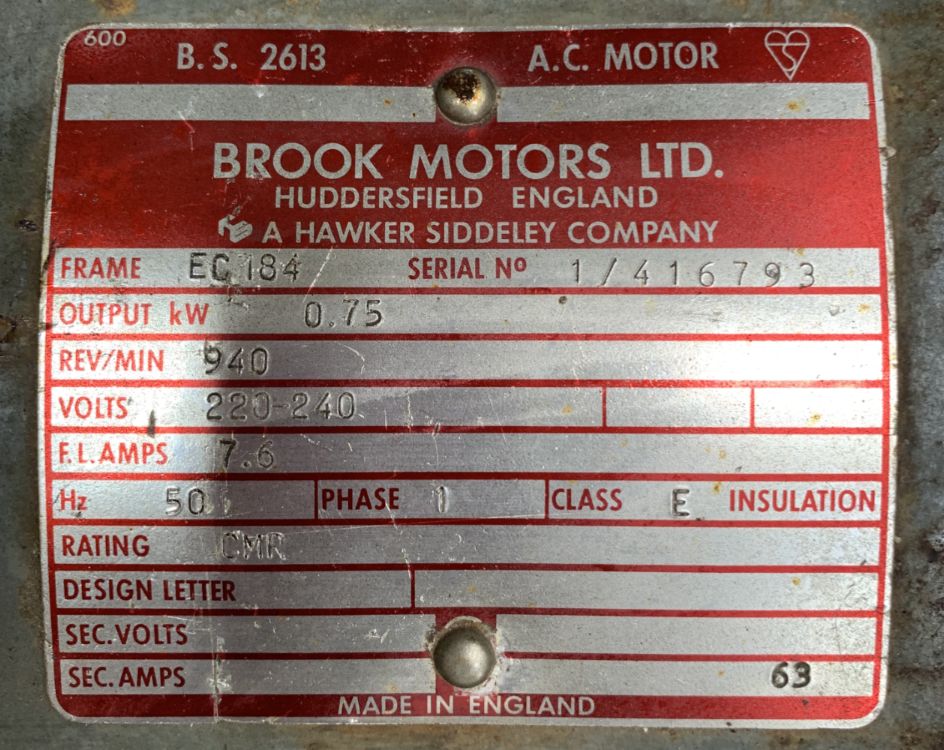 600
B. S. 2613 A.C. MOTOR
BROOK MOTORS LTD.
HUDDERSFIELD ENGLAND
A HAWKER SIDDELEY COMPANY
FRAME EC 184 SERIAL Nº 1/416793
OUTPUT kW 0.75
REV/MIN 940
VOLTS 220-240
F.L. AMPS 7.6
Hz 50 PHASE 1 CLASS E INSULATION
RATING CMR
DESIGN LETTER
SEC. VOLTS
SEC. AMPS 63
MADE IN ENGLAND